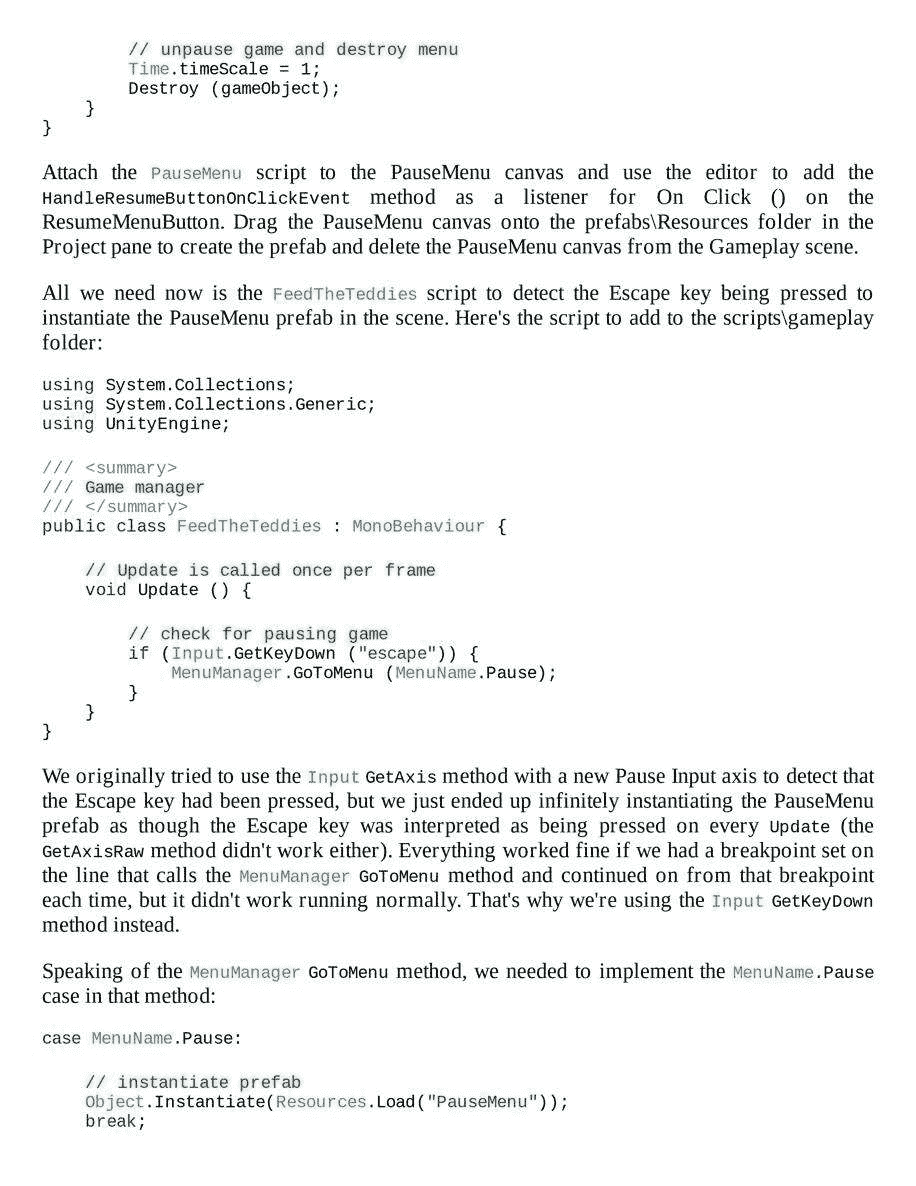 // unpause game and destroy menu
Time.timeScale = 1;
Destroy (gameObject);
}
}
Attach the PauseMenu script to the PauseMenu canvas and use the editor to add the
HandleResumeButtonOnClickEvent method as a listener for On Click () on the
ResumeMenuButton. Drag the PauseMenu canvas onto the prefabs\Resources folder in the
Project pane to create the prefab and delete the PauseMenu canvas from the Gameplay scene.
All we need now is the FeedTheTeddies script to detect the Escape key being pressed to
instantiate the PauseMenu prefab in the scene. Here's the script to add to the scripts\gameplay
folder:
using System.Collections;
using System.Collections.Generic;
using UnityEngine;
/// <summary>
/// Game manager
/// </summary>
public class FeedTheTeddies : MonoBehaviour {
// Update is called once per frame
void Update () {
// check for pausing game
if (Input.GetKeyDown ("escape")) {
MenuManager.GoToMenu (MenuName.Pause);
}
}
}
We originally tried to use the Input GetAxis method with a new Pause Input axis to detect that
the Escape key had been pressed, but we just ended up infinitely instantiating the PauseMenu
prefab as though the Escape key was interpreted as being pressed on every Update (the
GetAxisRaw method didn't work either). Everything worked fine if we had a breakpoint set on
the line that calls the MenuManager GoToMenu method and continued on from that breakpoint
each time, but it didn't work running normally. That's why we're using the Input GetKeyDown
method instead.
Speaking of the MenuManager GoToMenu method, we needed to implement the MenuName.Pause
case in that method:
case MenuName.Pause:
// instantiate prefab
Object.Instantiate(Resources.Load("PauseMenu"));
break;